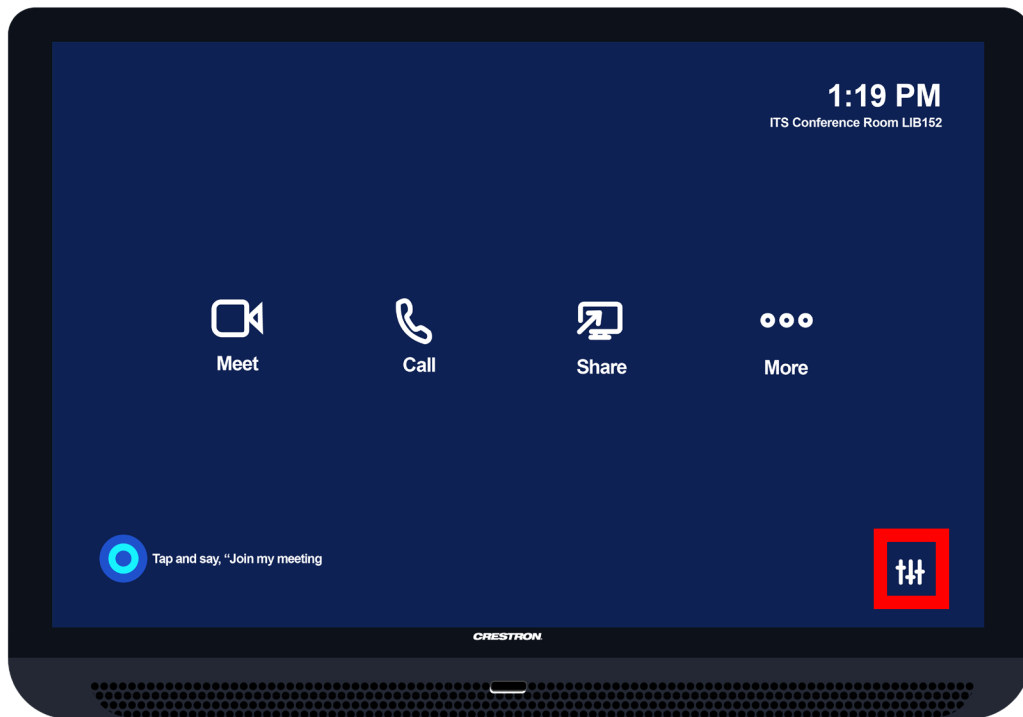 1:19 PM
ITS Conference Room LIB152
Meet
Call
Share
More
Tap and say, “Join my meeting
CRESTRON